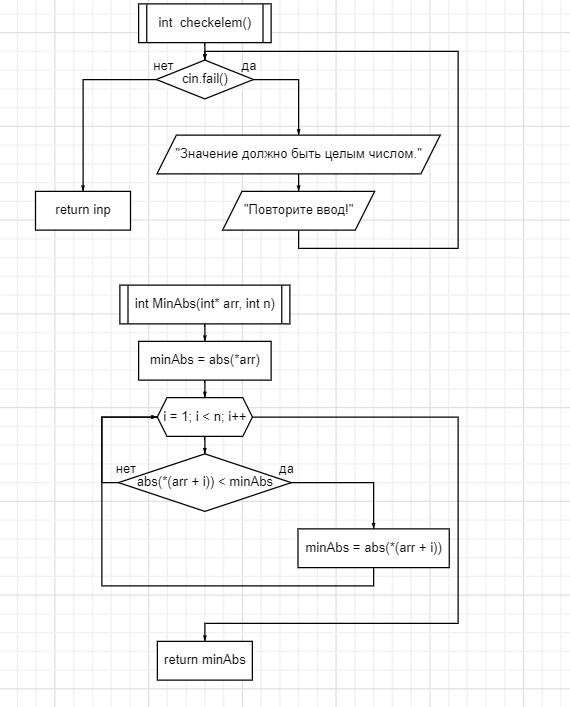 int  checkelem()
нет
да
cin.fail()
"Значение должно быть целым числом."
return inp
"Повторите ввод!"
int MinAbs(int* arr, int n)
minAbs = abs(*arr)
i = 1; i < n; i++
нет
да
abs(*(arr + i)) < minAbs
minAbs = abs(*(arr + i))
return minAbs